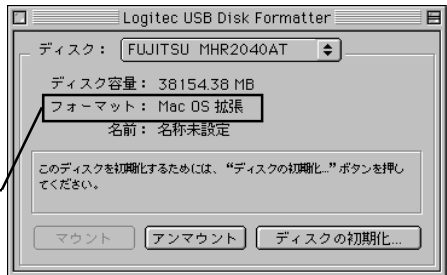 Logitec USB Disk Formatter
ディスク： FUJITSU MHR2040AT
ディスク容量： 38154.38 MB
フォーマット： Mac OS 拡張
名前： 名称未設定
このディスクを初期化するためには、“ディスクの初期化...”ボタンを押し
てください。
マウント アンマウント ディスクの初期化...